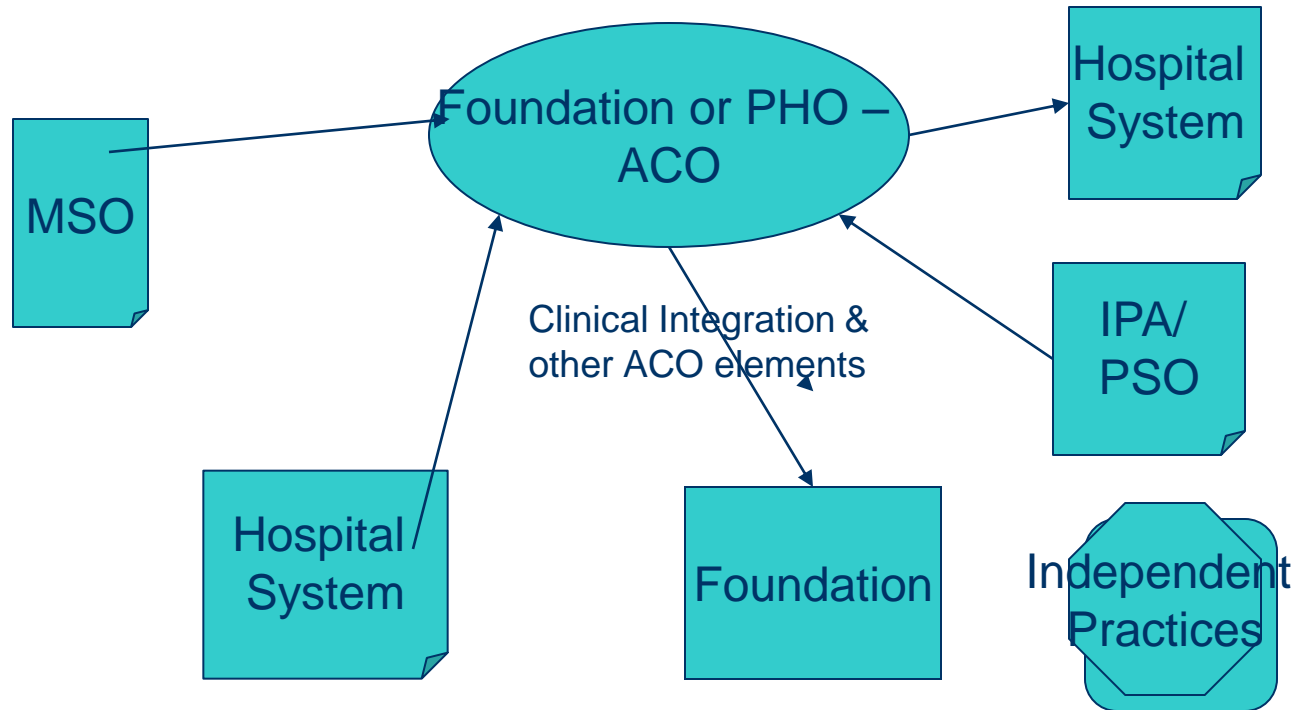 Foundation or PHO –
ACO
Hospital
System
MSO
Clinical Integration &
other ACO elements
IPA/
PSO
Hospital
System
Foundation
Independent
Practices